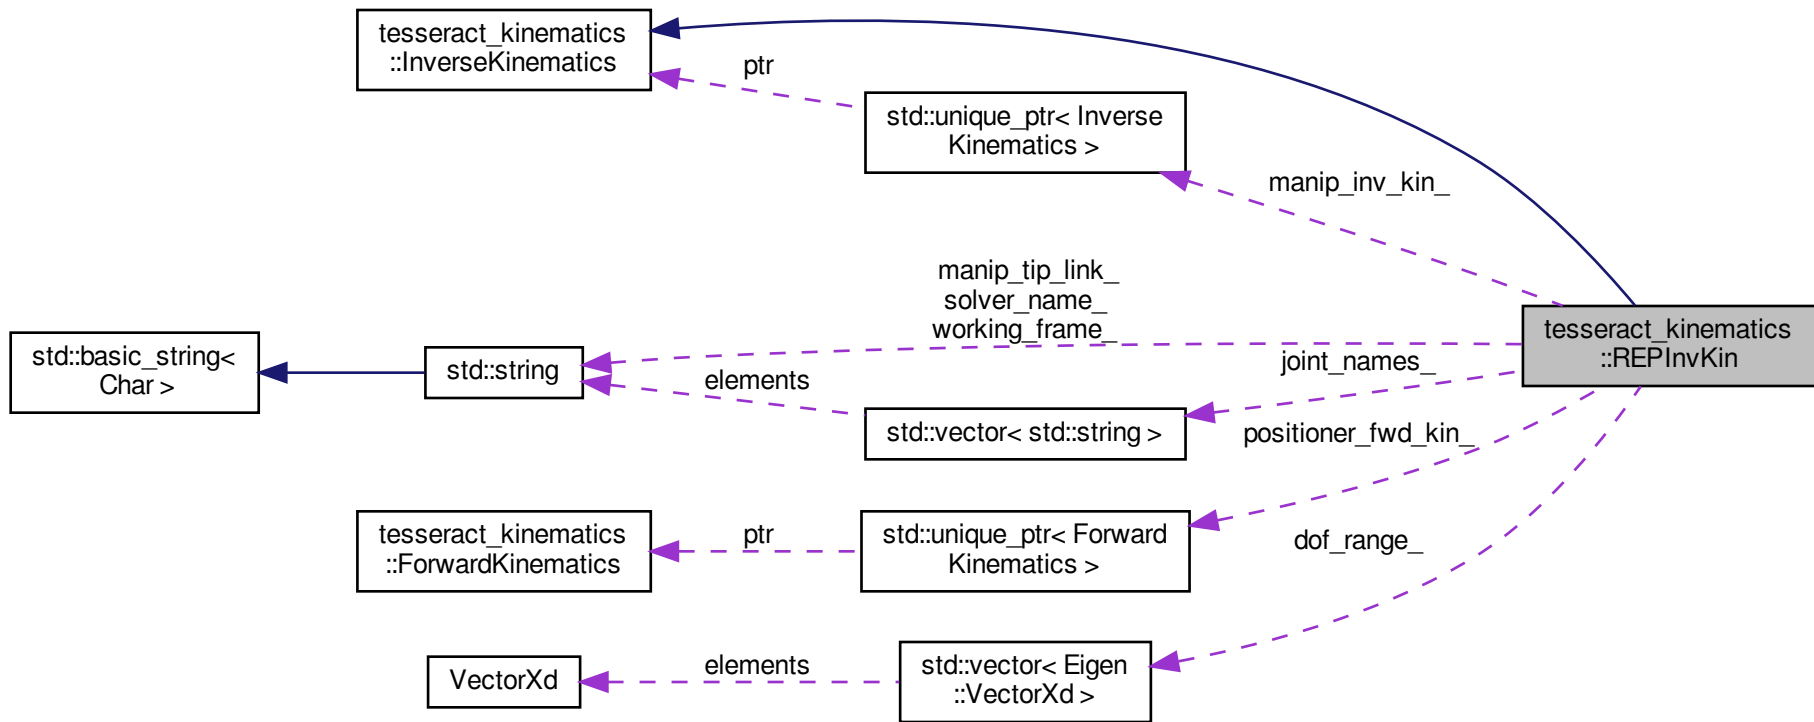 tesseract_kinematics
::InverseKinematics
ptr
std::unique_ptr< Inverse
Kinematics >
manip_inv_kin_
manip_tip_link_
solver_name_
working_frame_
tesseract_kinematics
::REPInvKin
std::basic_string<
Char >
std::string
elements
joint_names_
std::vector< std::string >
positioner_fwd_kin_
tesseract_kinematics
::ForwardKinematics
ptr
std::unique_ptr< Forward
Kinematics >
dof_range_
VectorXd
elements
std::vector< Eigen
::VectorXd >